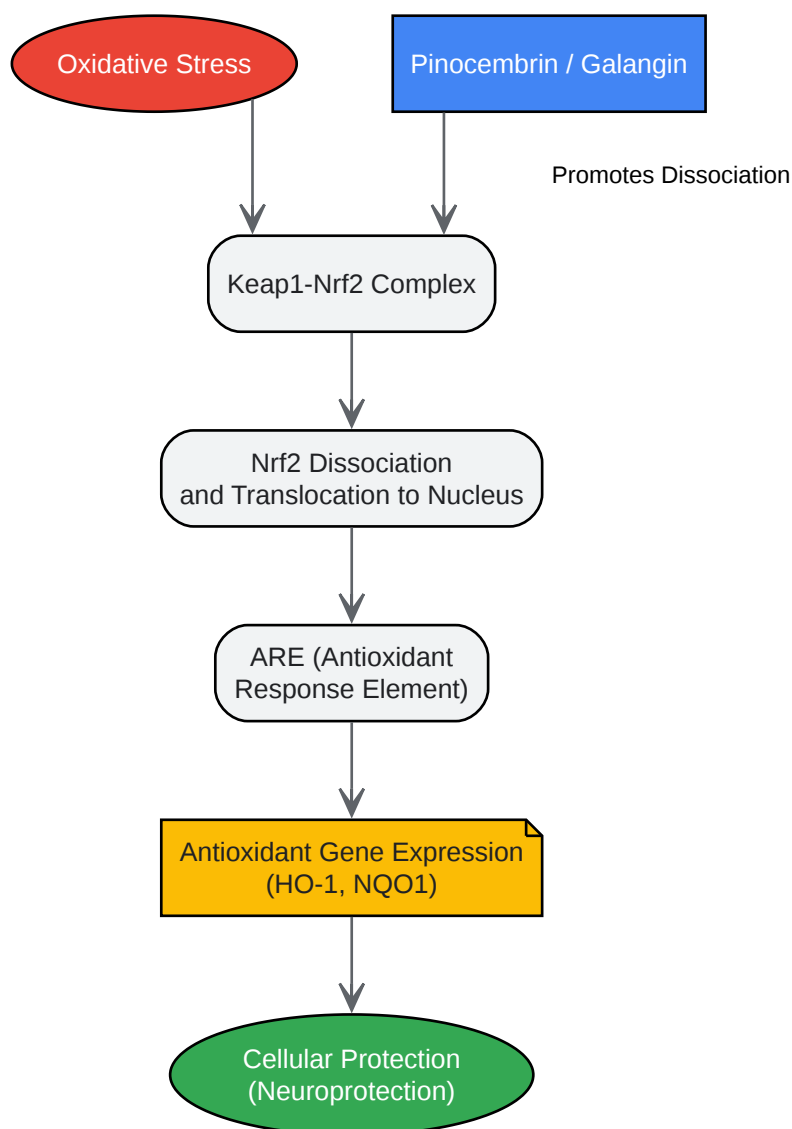 Oxidative Stress
Pinocembrin / Galangin
Promotes Dissociation
Keap1-Nrf2 Complex
Nrf2 Dissociation
and Translocation to Nucleus
ARE (Antioxidant
Response Element)
Antioxidant Gene Expression
(HO-1, NQO1)
Cellular Protection
(Neuroprotection)